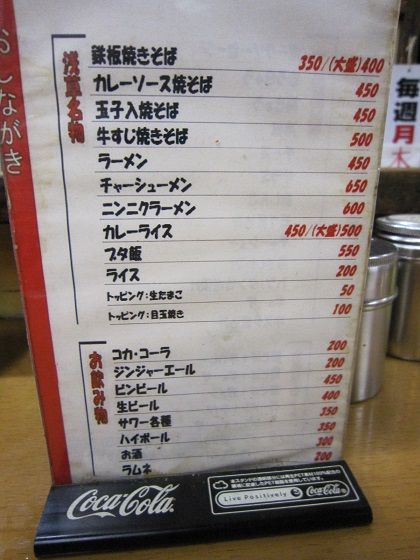 おしながき
浅草名物
鉄板焼きそば 350/(大盛)400
カレーソース焼そば 450
玉子入焼そば 450
牛すじ焼きそば 500
ラーメン 450
チャーシューメン 650
ニンニクラーメン 600
カレーライス 450/(大盛)500
ブタ飯 550
ライス 200
トッピング:生たまご 50
トッピング:目玉焼き 100
お飲み物
コカ・コーラ 200
ジンジャーエール 200
ビンビール 450
生ビール 400
サワー各種 350
ハイボール 350
お酒 300
ラムネ 200
毎週
月
木
Coca-Cola
Live Positively
Coca-Cola